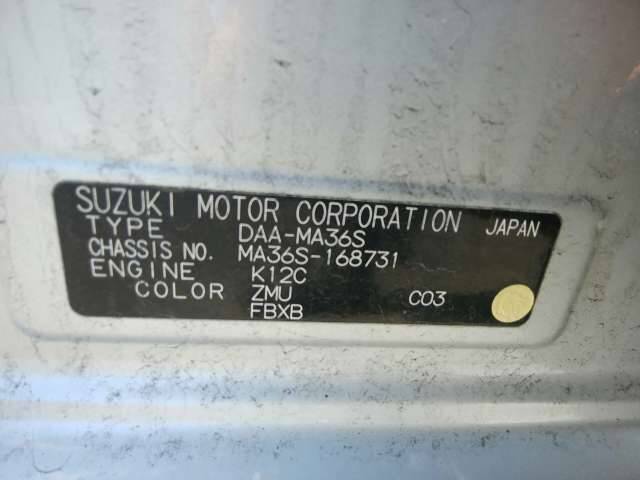 SUZUKI MOTOR CORPORATION JAPAN
TYPE DAA-MA36S
CHASSIS NO. MA36S-168731
ENGINE K12C
COLOR ZMU C03
FBXB